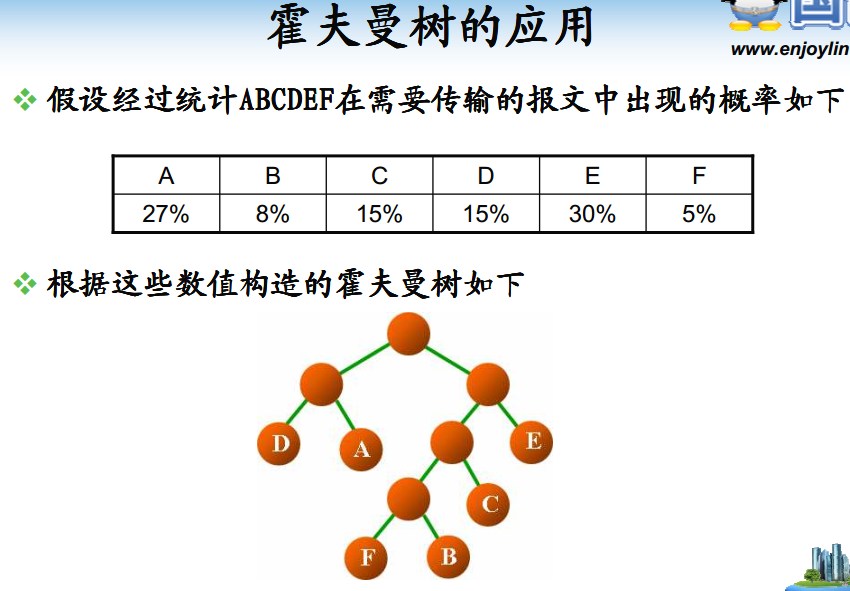 霍夫曼树的应用
www.enjoylin
假设经过统计ABCDEF在需要传输的报文中出现的概率如下
A B C D E F
27% 8% 15% 15% 30% 5%
根据这些数值构造的霍夫曼树如下
D A E
C
F B